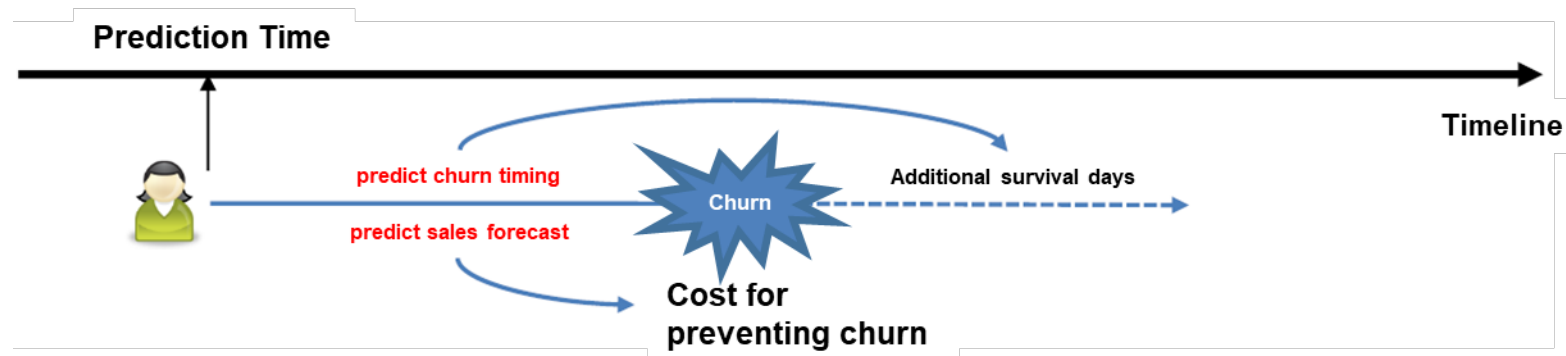 Prediction Time
Timeline
predict churn timing
Churn
Additional survival days
predict sales forecast
Cost for
preventing churn